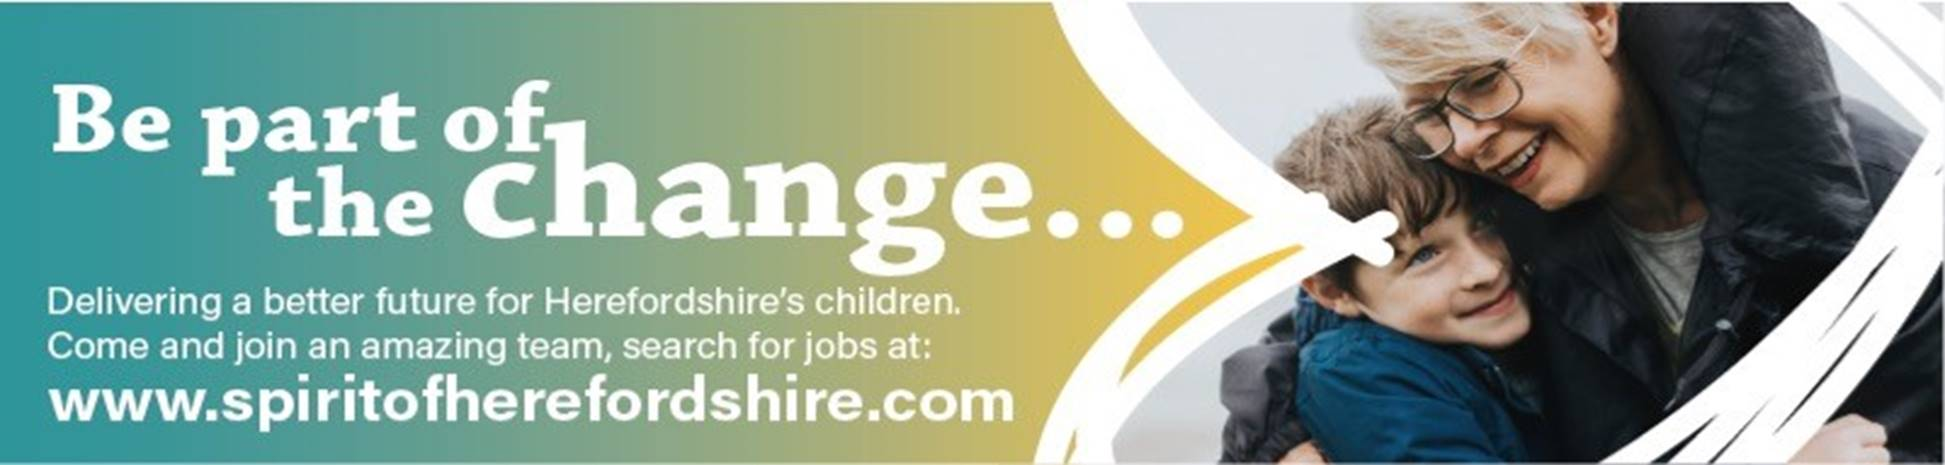 Be part of
the change...
Delivering a better future for Herefordshire’s children.
Come and join an amazing team, search for jobs at:
www.spiritofherefordshire.com